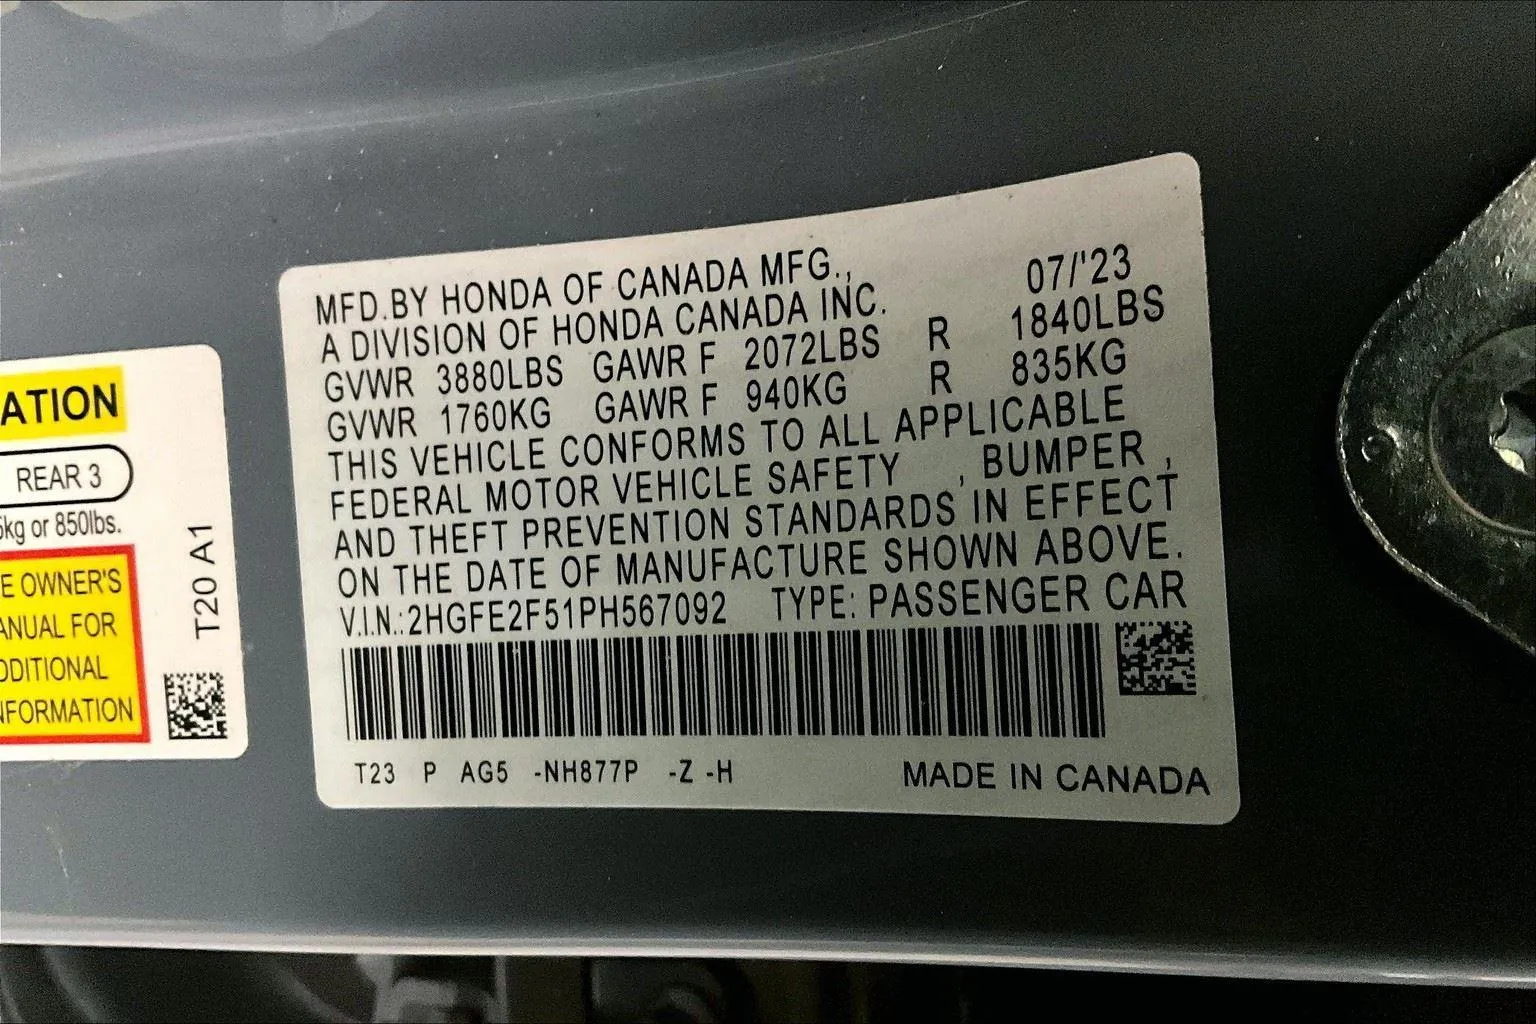 ATION
REAR 3
5kg or 850lbs.
E OWNER'S
ANUAL FOR
DDITIONAL
NFORMATION
T20 A1
MFD.BY HONDA OF CANADA MFG., 07/'23
A DIVISION OF HONDA CANADA INC.
GVWR 3880LBS GAWR F 2072LBS R 1840LBS
GVWR 1760KG GAWR F 940KG R 835KG
THIS VEHICLE CONFORMS TO ALL APPLICABLE
FEDERAL MOTOR VEHICLE SAFETY , BUMPER ,
AND THEFT PREVENTION STANDARDS IN EFFECT
ON THE DATE OF MANUFACTURE SHOWN ABOVE.
V.I.N.:2HGFE2F51PH567092 TYPE: PASSENGER CAR
T23 P AG5 -NH877P -Z -H MADE IN CANADA